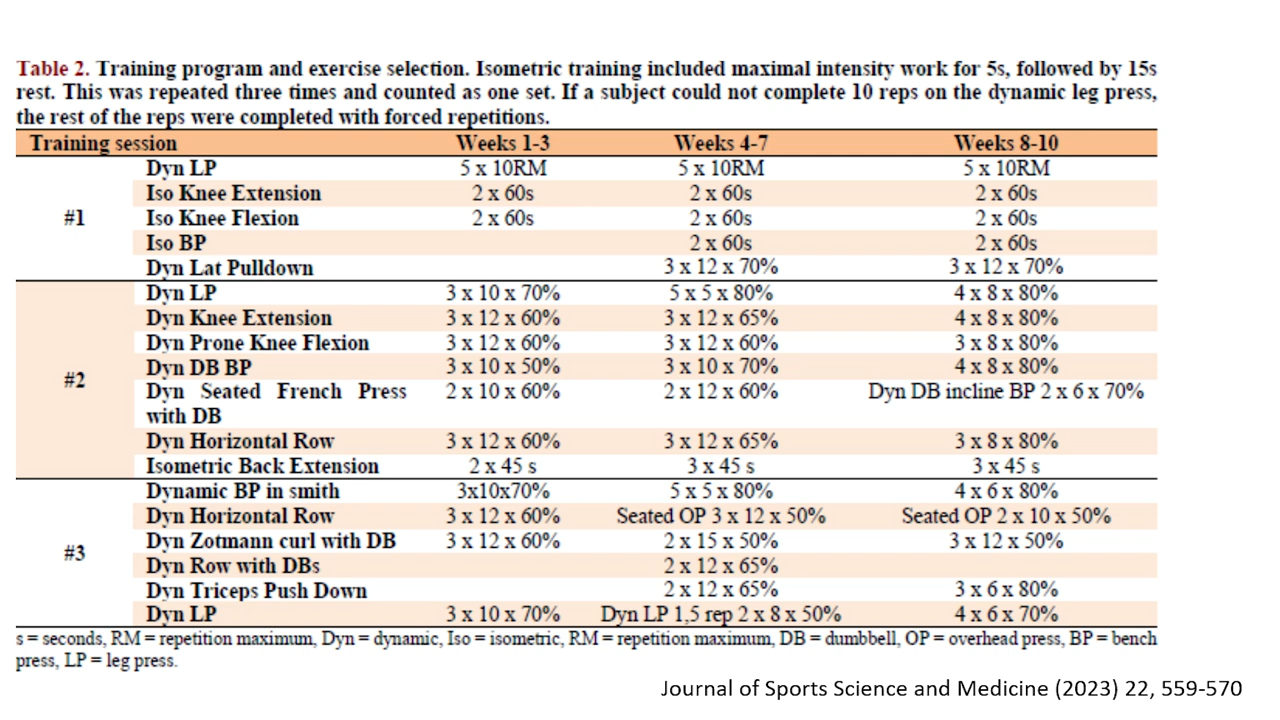 Table 2. Training program and exercise selection. Isometric training included maximal intensity work for 5s, followed by 15s
rest. This was repeated three times and counted as one set. If a subject could not complete 10 reps on the dynamic leg press,
the rest of the reps were completed with forced repetitions.
Training session Weeks 1-3 Weeks 4-7 Weeks 8-10
Dyn LP 5 x 10RM 5 x 10RM 5 x 10RM
Iso Knee Extension 2 x 60s 2 x 60s 2 x 60s
#1 Iso Knee Flexion 2 x 60s 2 x 60s 2 x 60s
Iso BP 2 x 60s 2 x 60s
Dyn Lat Pulldown 3 x 12 x 70% 3 x 12 x 70%
Dyn LP 3 x 10 x 70% 5 x 5 x 80% 4 x 8 x 80%
Dyn Knee Extension 3 x 12 x 60% 3 x 12 x 65% 4 x 8 x 80%
Dyn Prone Knee Flexion 3 x 12 x 60% 3 x 12 x 60% 3 x 8 x 80%
Dyn DB BP 3 x 10 x 50% 3 x 10 x 70% 4 x 8 x 80%
#2 Dyn Seated French Press 2 x 10 x 60% 2 x 12 x 60% Dyn DB incline BP 2 x 6 x 70%
with DB
Dyn Horizontal Row 3 x 12 x 60% 3 x 12 x 65% 3 x 8 x 80%
Isometric Back Extension 2 x 45 s 3 x 45 s 3 x 45 s
Dynamic BP in smith 3x10x70% 5 x 5 x 80% 4 x 6 x 80%
Dyn Horizontal Row 3 x 12 x 60% Seated OP 3 x 12 x 50% Seated OP 2 x 10 x 50%
#3 Dyn Zotmann curl with DB 3 x 12 x 60% 2 x 15 x 50% 3 x 12 x 50%
Dyn Row with DBs 2 x 12 x 65%
Dyn Triceps Push Down 2 x 12 x 65% 3 x 6 x 80%
Dyn LP 3 x 10 x 70% Dyn LP 1,5 rep 2 x 8 x 50% 4 x 6 x 70%
s = seconds, RM = repetition maximum, Dyn = dynamic, Iso = isometric, RM = repetition maximum, DB = dumbbell, OP = overhead press, BP = bench
press, LP = leg press.
Journal of Sports Science and Medicine (2023) 22, 559-570